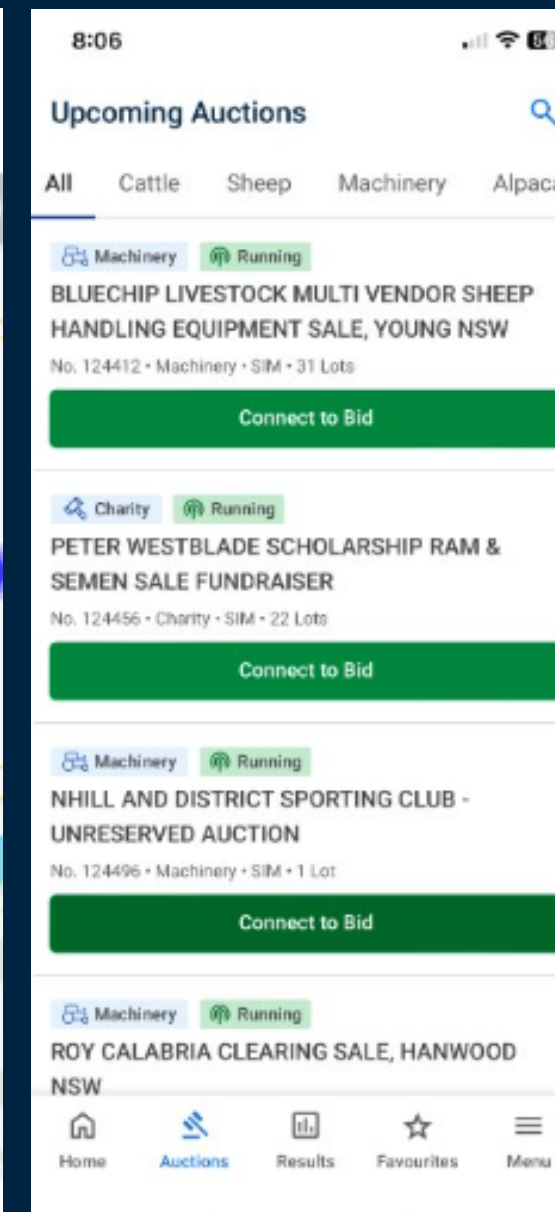 8:06
Upcoming Auctions
All Cattle Sheep Machinery Alpaca
Machinery Running
BLUECHIP LIVESTOCK MULTI VENDOR SHEEP
HANDLING EQUIPMENT SALE, YOUNG NSW
No. 124412 • Machinery • SIM • 31 Lots
Connect to Bid
Charity Running
PETER WESTBLADE SCHOLARSHIP RAM &
SEMEN SALE FUNDRAISER
No. 124456 • Charity • SIM • 22 Lots
Connect to Bid
Machinery Running
NHILL AND DISTRICT SPORTING CLUB -
UNRESERVED AUCTION
No. 124496 • Machinery • SIM • 1 Lot
Connect to Bid
Machinery Running
ROY CALABRIA CLEARING SALE, HANWOOD
NSW
Home Auctions Results Favourites Menu